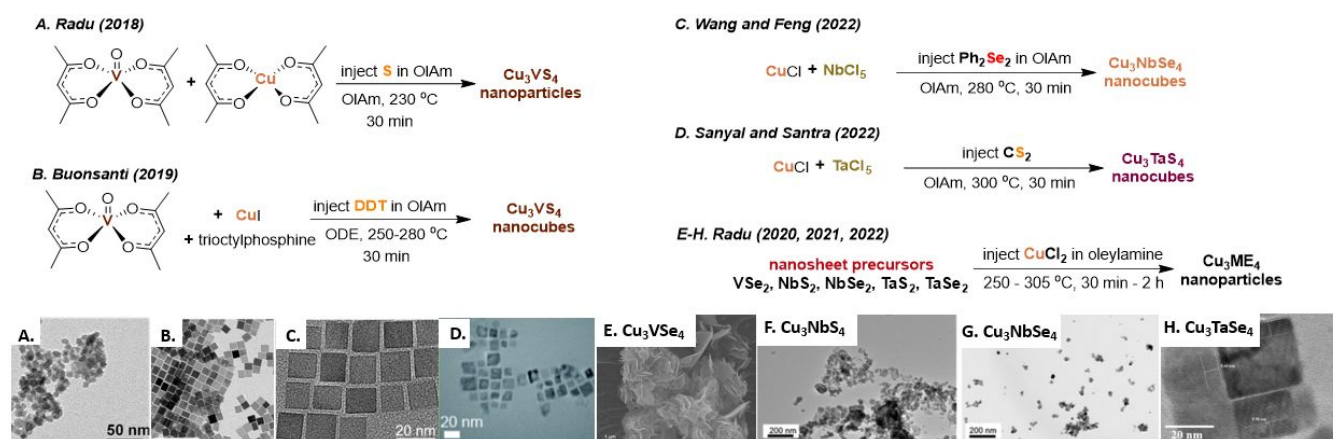 A. Radu (2018)
O
O O
V
O O
+
O O
Cu
O O
inject S in OlAm
OlAm, 230 °C
30 min
Cu3VS4
nanoparticles
B. Buonsanti (2019)
O
O O
V
O O
+ CuI
+ trioctylphosphine
inject DDT in OlAm
ODE, 250-280 °C
30 min
Cu3VS4
nanocubes
C. Wang and Feng (2022)
CuCl + NbCl5
inject Ph2Se2 in OlAm
OlAm, 280 °C, 30 min
Cu3NbSe4
nanocubes
D. Sanyal and Santra (2022)
CuCl + TaCl5
inject CS2
OlAm, 300 °C, 30 min
Cu3TaS4
nanocubes
E-H. Radu (2020, 2021, 2022)
nanosheet precursors
VSe2, NbS2, NbSe2, TaS2, TaSe2
inject CuCl2 in oleylamine
250 - 305 °C, 30 min - 2 h
Cu3ME4
nanoparticles
A.
50 nm
B.
C.
20 nm
D.
20 nm
E. Cu3VSe4
F. Cu3NbS4
200 nm
G. Cu3NbSe4
200 nm
H. Cu3TaSe4
20 nm